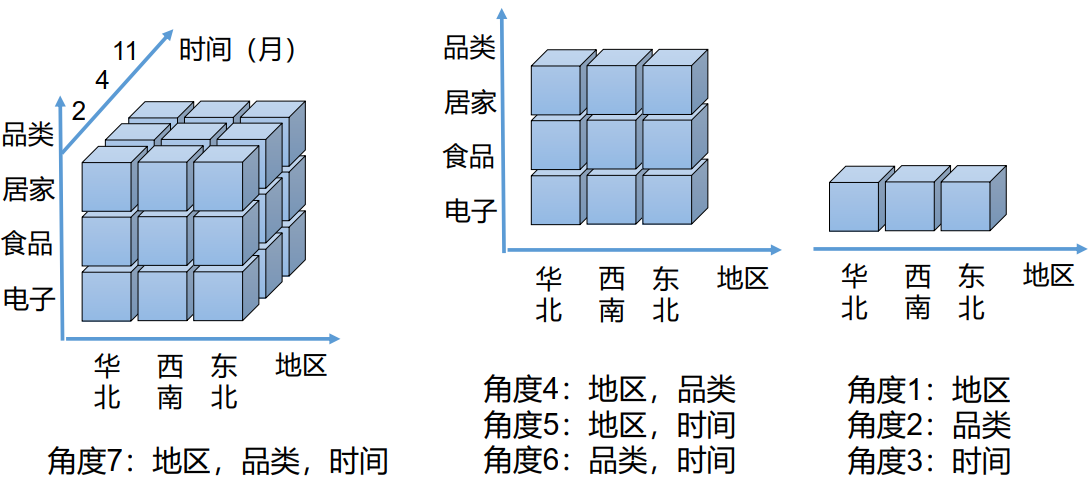 时间（月）
11
4
2
品类
居家
食品
电子
华北
西南
东北
地区
角度7：地区，品类，时间
品类
居家
食品
电子
华北
西南
东北
地区
角度4：地区，品类
角度5：地区，时间
角度6：品类，时间
华北
西南
东北
地区
角度1：地区
角度2：品类
角度3：时间